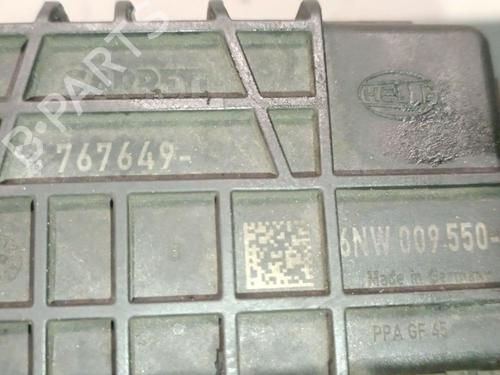 HELLA
767649-
6NW 009 550-
Made in Germany
PPA GF 45
B-PARTS